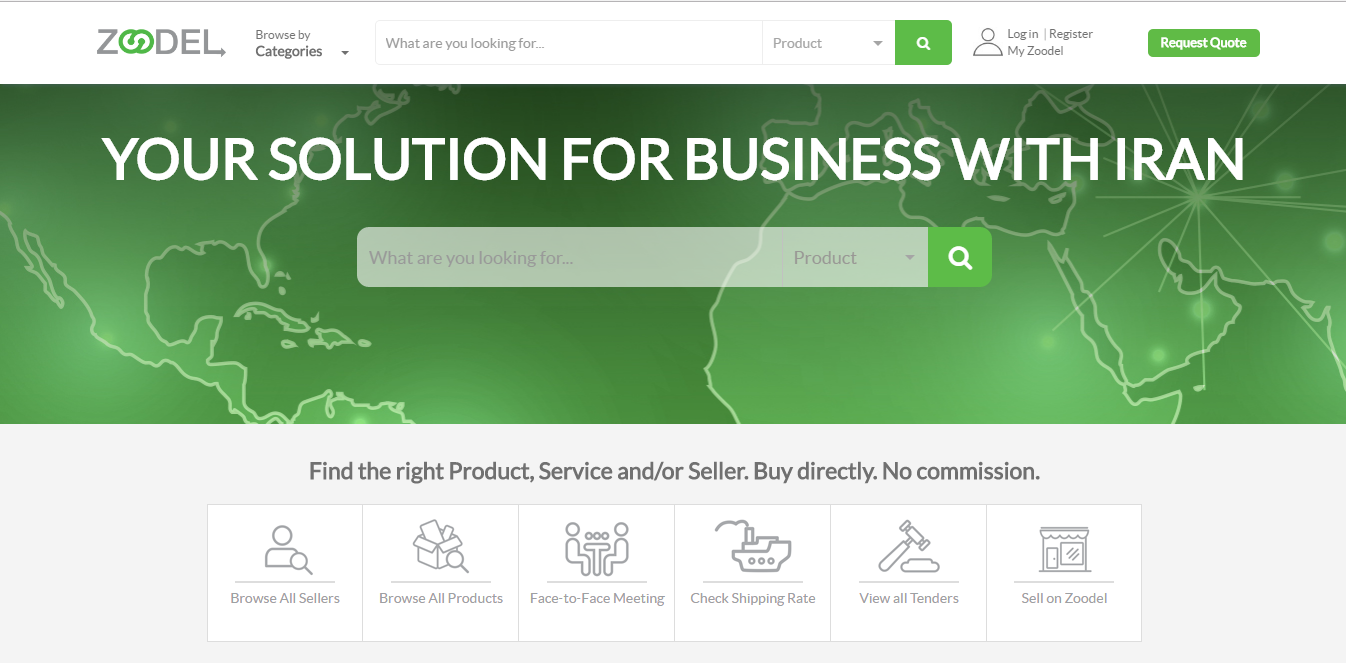 ZOODEL
Browse by
Categories
What are you looking for...
Product
Log in | Register
My Zoodel
Request Quote
YOUR SOLUTION FOR BUSINESS WITH IRAN
What are you looking for...
Product
Find the right Product, Service and/or Seller. Buy directly. No commission.
Browse All Sellers
Browse All Products
Face-to-Face Meeting
Check Shipping Rate
View all Tenders
Sell on Zoodel